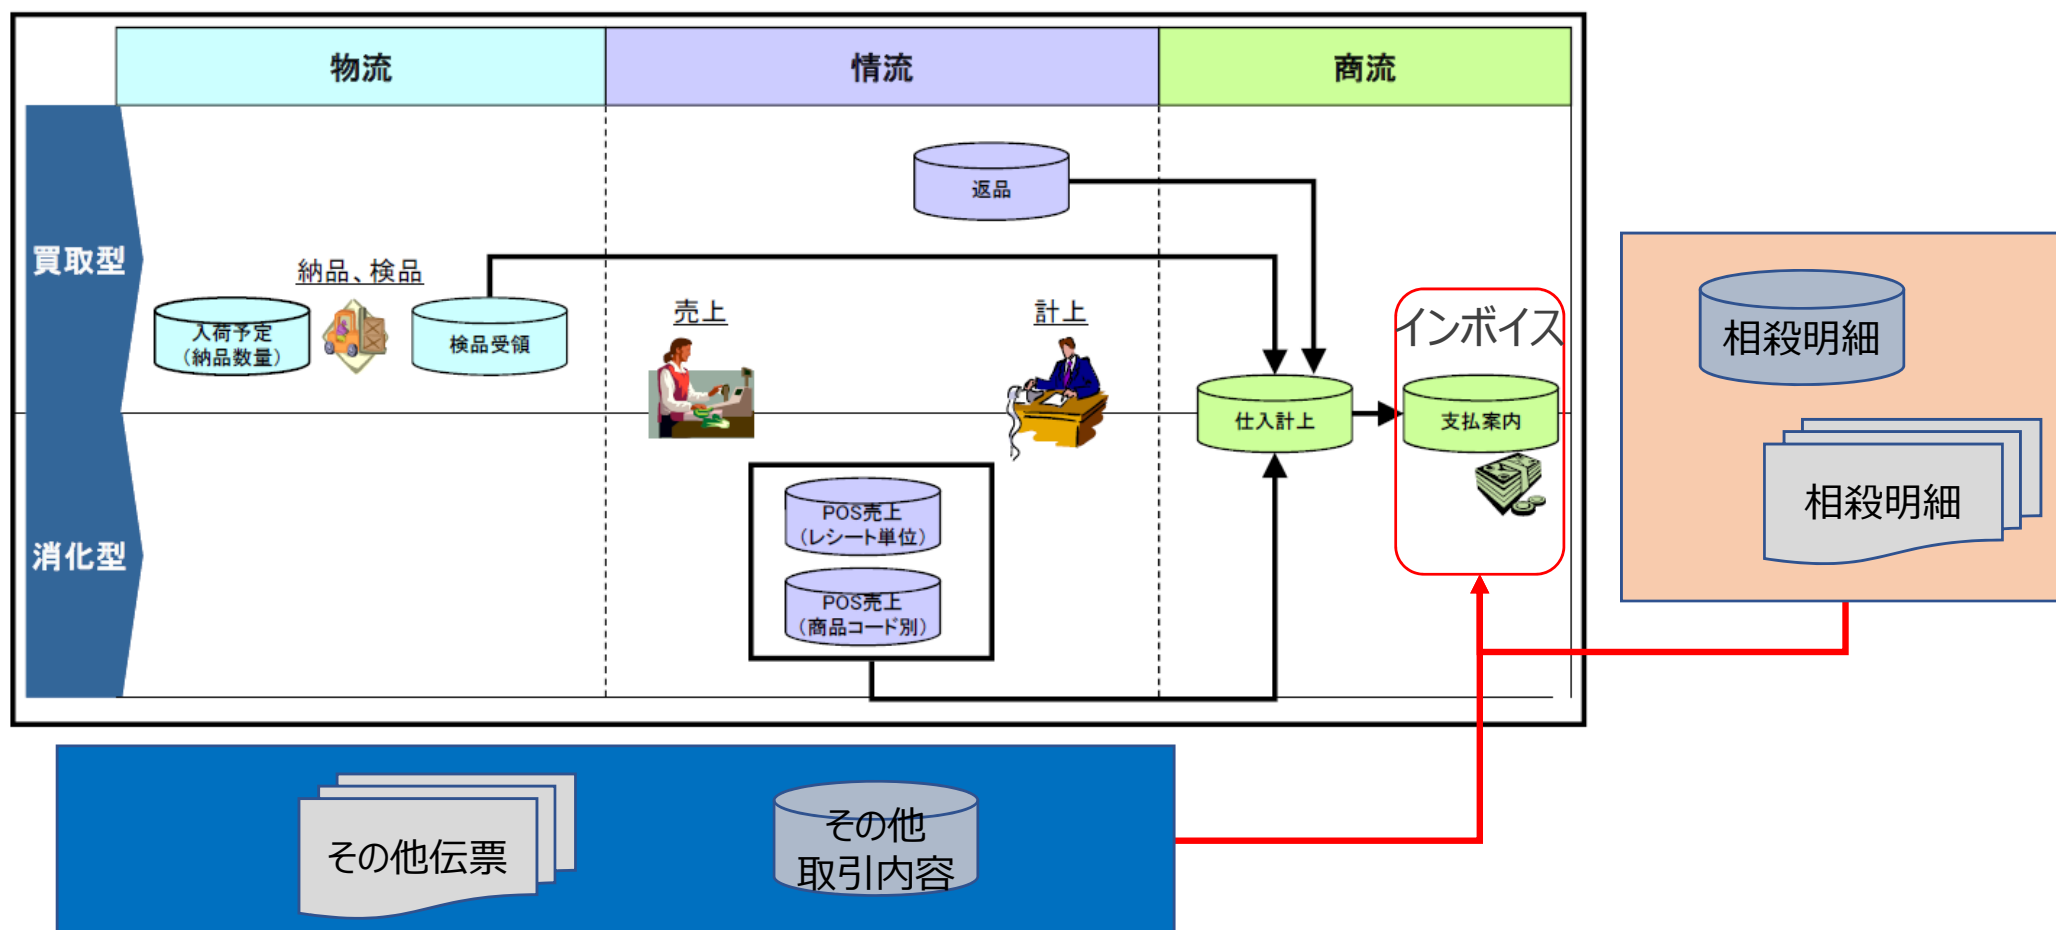 物流
情流
商流
買取型
返品
納品、検品
入荷予定
（納品数量）
検品受領
売上
計上
インボイス
仕入計上
支払案内
消化型
POS売上
（レシート単位）
POS売上
（商品コード別）
相殺明細
相殺明細
その他伝票
その他
取引内容